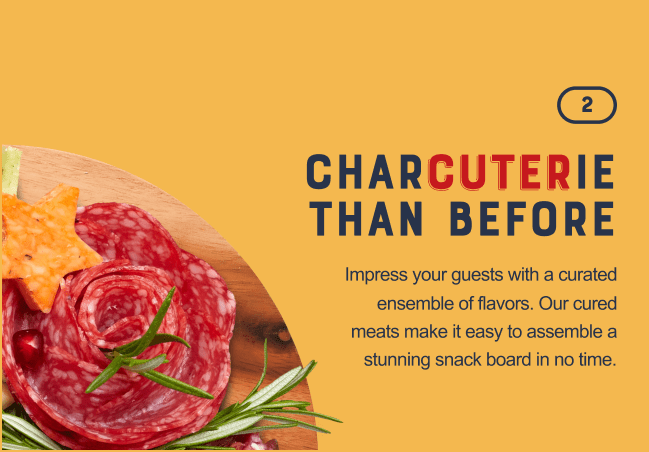 2
CHARCUTERIE
THAN BEFORE
Impress your guests with a curated
ensemble of flavors. Our cured
meats make it easy to assemble a
stunning snack board in no time.